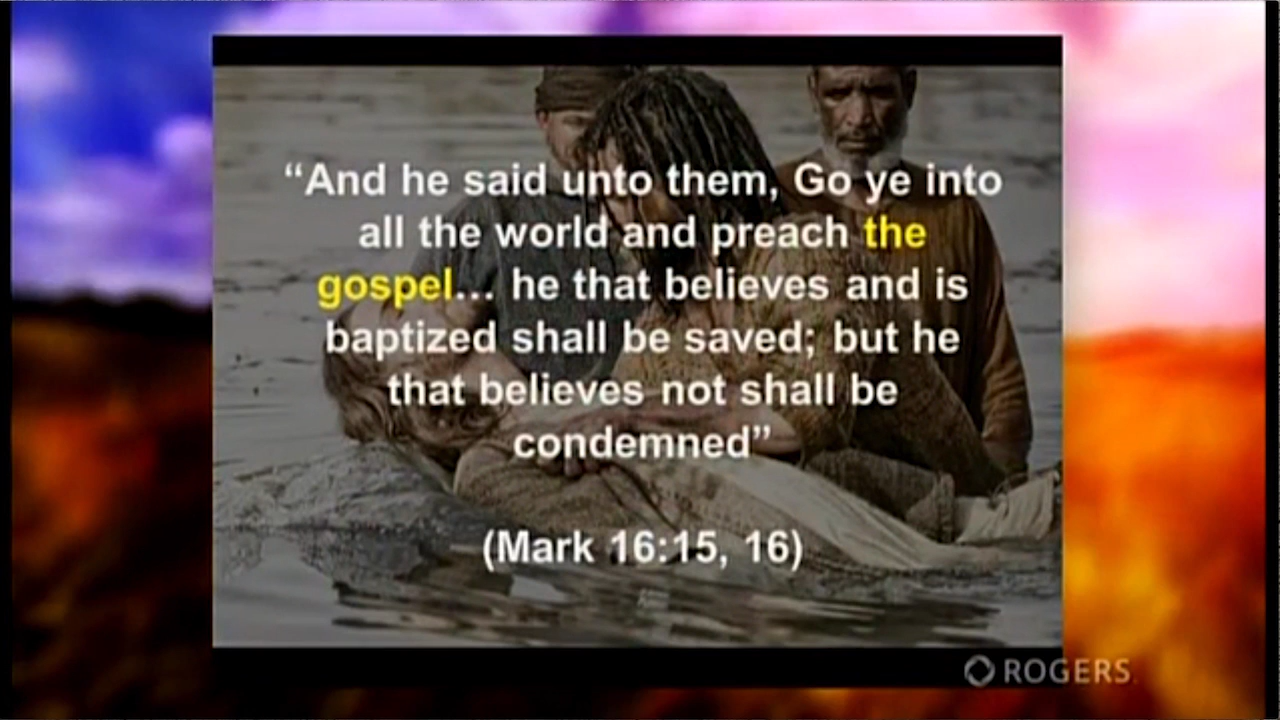 “And he said unto them, Go ye into
all the world and preach the
gospel... he that believes and is
baptized shall be saved; but he
that believes not shall be
condemned”
(Mark 16:15, 16)
ROGERS